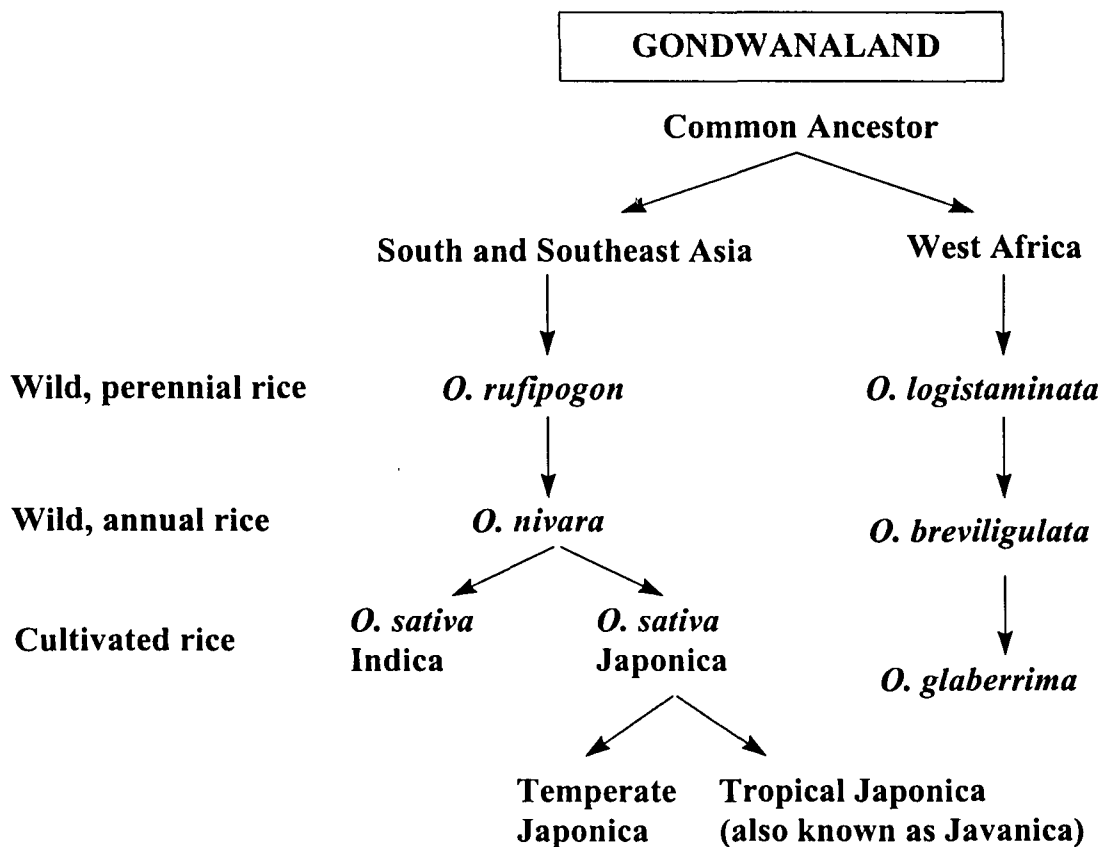 GONDWANALAND
Common Ancestor
South and Southeast Asia
West Africa
Wild, perennial rice
O. rufipogon
O. logistaminata
Wild, annual rice
O. nivara
O. breviligulata
Cultivated rice
O. sativa
Indica
O. sativa
Japonica
O. glaberrima
Temperate
Japonica
Tropical Japonica
(also known as Javanica)